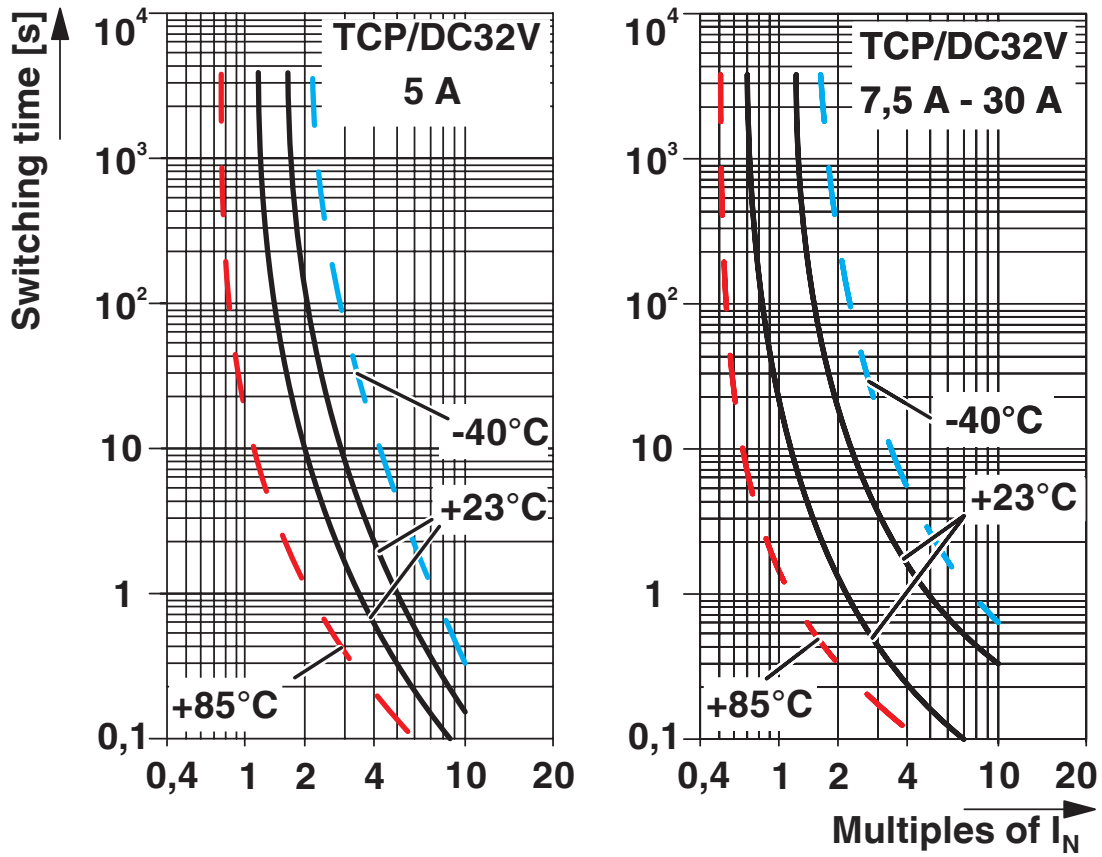 Switching time [s]
TCP/DC32V
5 A
10⁴
10³
10²
10
1
0,1
-40°C
+23°C
+85°C
0,4 1 2 4 10 20
TCP/DC32V
7,5 A - 30 A
10⁴
10³
10²
10
1
0,1
-40°C
+23°C
+85°C
0,4 1 2 4 10 20
Multiples of I_N